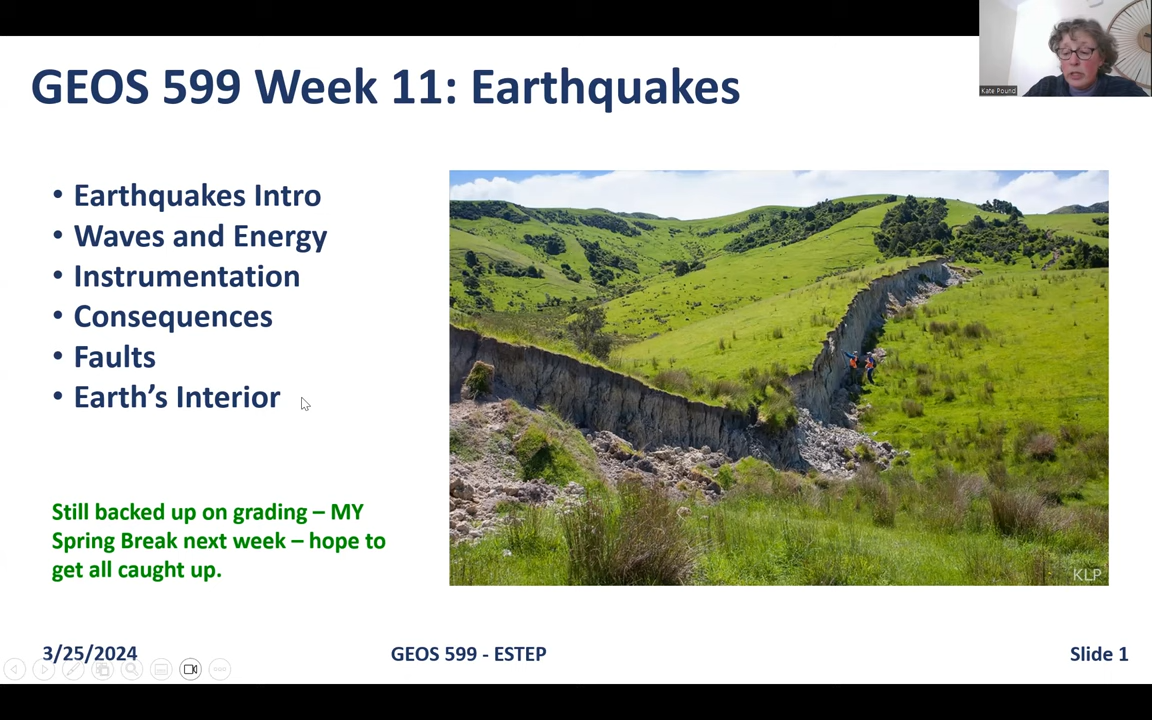 GEOS 599 Week 11: Earthquakes
Kate Pound
• Earthquakes Intro
• Waves and Energy
• Instrumentation
• Consequences
• Faults
• Earth’s Interior
Still backed up on grading – MY
Spring Break next week – hope to
get all caught up.
KLP
3/25/2024
GEOS 599 - ESTEP
Slide 1